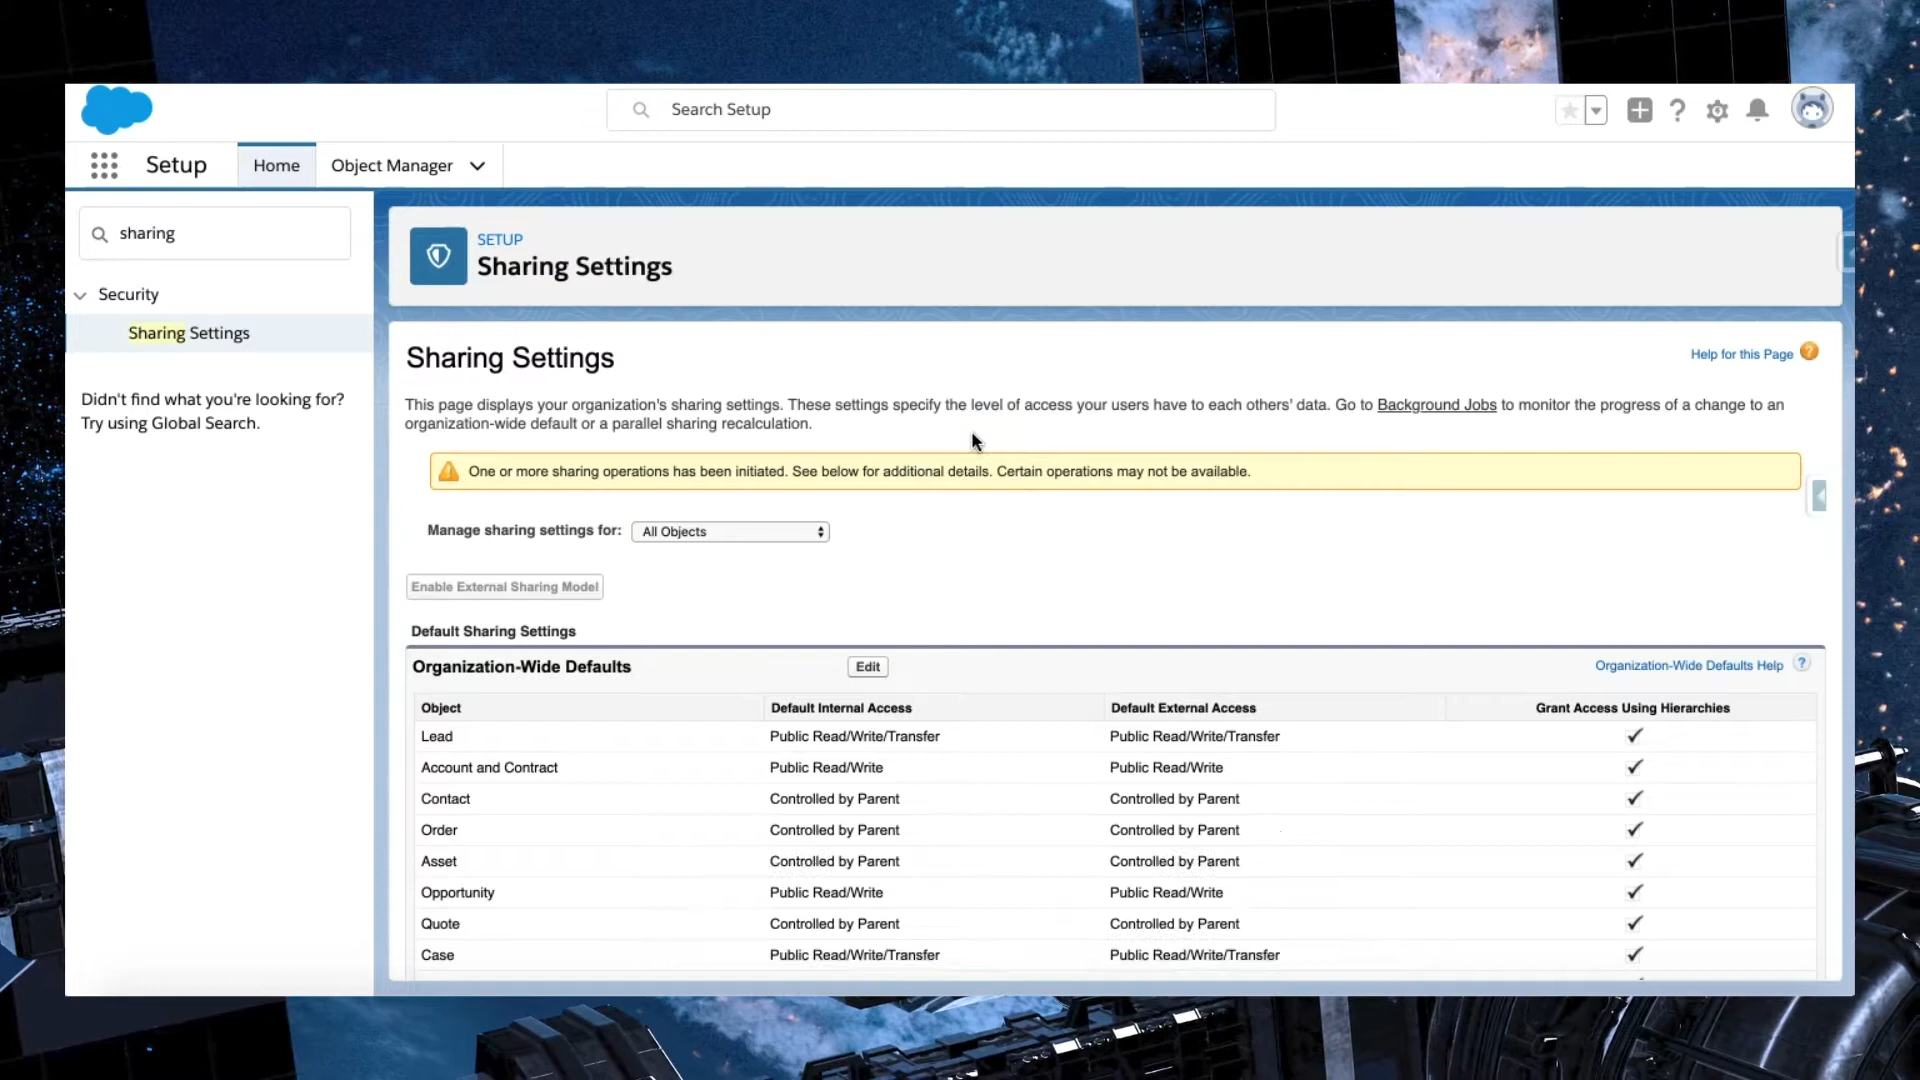 Search Setup
Setup
Home
Object Manager
sharing
Security
Sharing Settings
Didn't find what you're looking for?
Try using Global Search.
SETUP
Sharing Settings
Sharing Settings
Help for this Page ?
This page displays your organization's sharing settings. These settings specify the level of access your users have to each others' data. Go to Background Jobs to monitor the progress of a change to an
organization-wide default or a parallel sharing recalculation.
One or more sharing operations has been initiated. See below for additional details. Certain operations may not be available.
Manage sharing settings for: All Objects
Enable External Sharing Model
Default Sharing Settings
Organization-Wide Defaults Edit Organization-Wide Defaults Help ?
Object Default Internal Access Default External Access Grant Access Using Hierarchies
Lead Public Read/Write/Transfer Public Read/Write/Transfer ✓
Account and Contract Public Read/Write Public Read/Write ✓
Contact Controlled by Parent Controlled by Parent ✓
Order Controlled by Parent Controlled by Parent ✓
Asset Controlled by Parent Controlled by Parent ✓
Opportunity Public Read/Write Public Read/Write ✓
Quote Controlled by Parent Controlled by Parent ✓
Case Public Read/Write/Transfer Public Read/Write/Transfer ✓